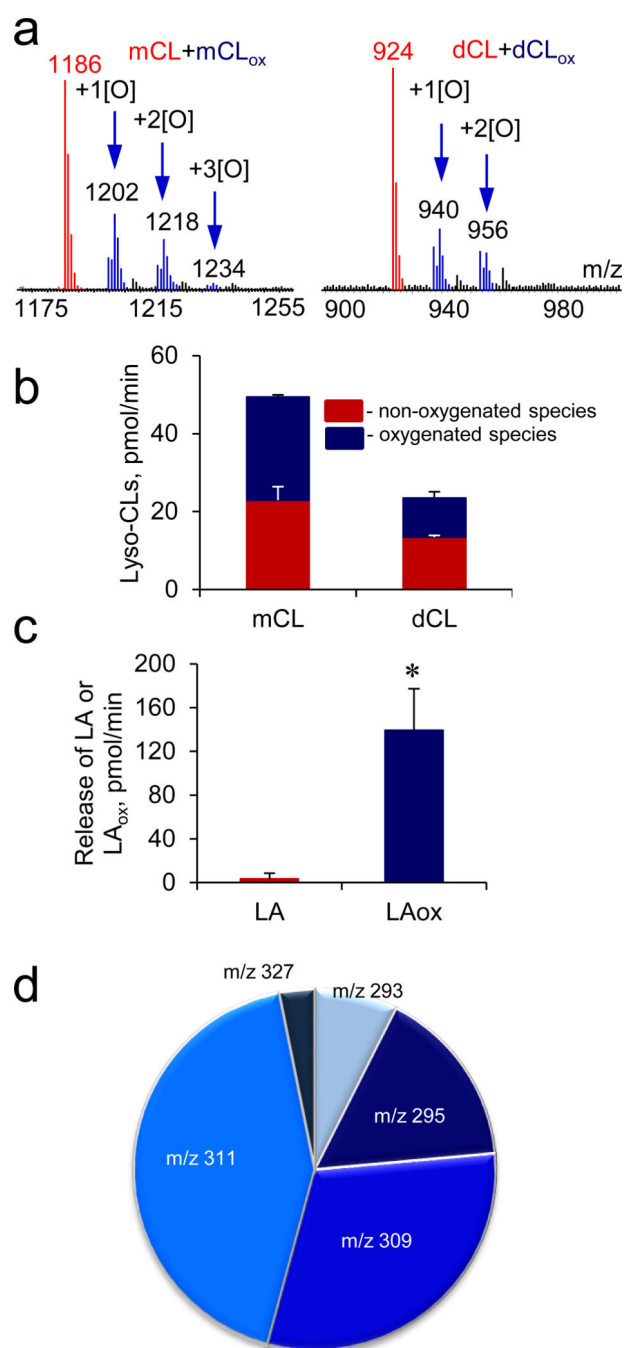 a
mCL+mCLox
1186
+1[O]
+2[O]
+3[O]
1202
1218
1234
1175 1215 1255
dCL+dCLox
924
+1[O]
+2[O]
940
956
m/z
900 940 980
b
60
40
20
0
Lyso-CLs, pmol/min
- non-oxygenated species
- oxygenated species
mCL dCL
c
200
160
120
80
40
0
Release of LA or
LAox, pmol/min
*
LA LAox
d
m/z 327
m/z 293
m/z 295
m/z 311
m/z 309